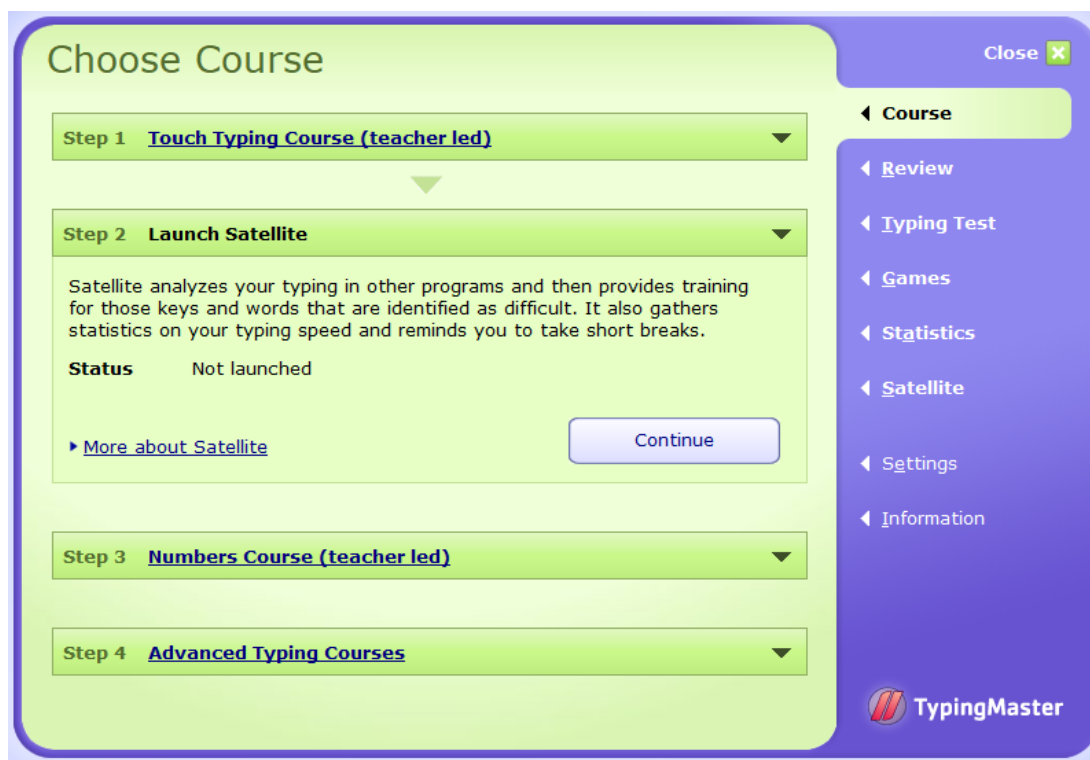 Choose Course
Close
Step 1 Touch Typing Course (teacher led)
Step 2 Launch Satellite
Satellite analyzes your typing in other programs and then provides training
for those keys and words that are identified as difficult. It also gathers
statistics on your typing speed and reminds you to take short breaks.
Status Not launched
More about Satellite
Continue
Step 3 Numbers Course (teacher led)
Step 4 Advanced Typing Courses
Course
Review
Typing Test
Games
Statistics
Satellite
Settings
Information
TypingMaster